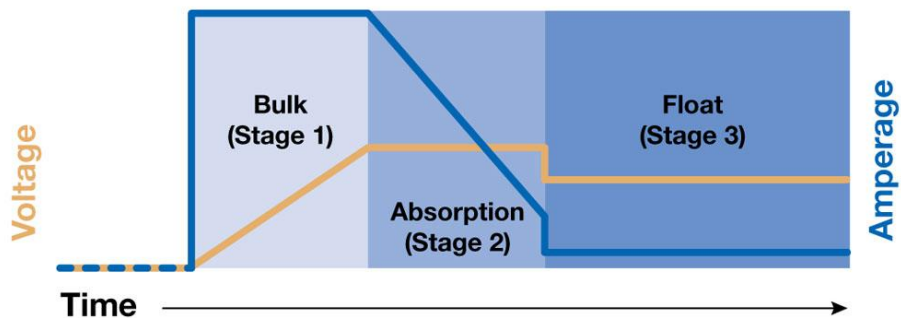 Voltage
Bulk
(Stage 1)
Absorption
(Stage 2)
Float
(Stage 3)
Amperage
Time